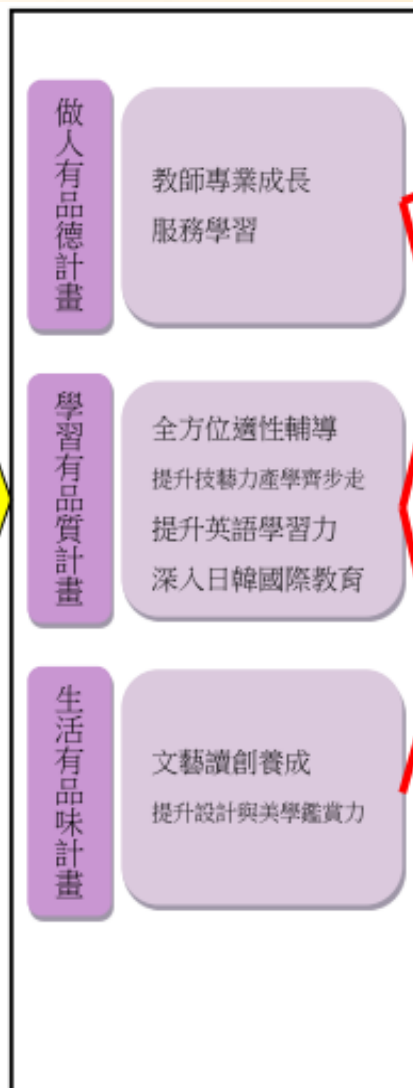 做人有品德計畫
教師專業成長
服務學習
學習有品質計畫
全方位適性輔導
提升技藝力產學齊步走
提升英語學習力
深入日韓國際教育
生活有品味計畫
文藝讀創養成
提升設計與美學鑑賞力